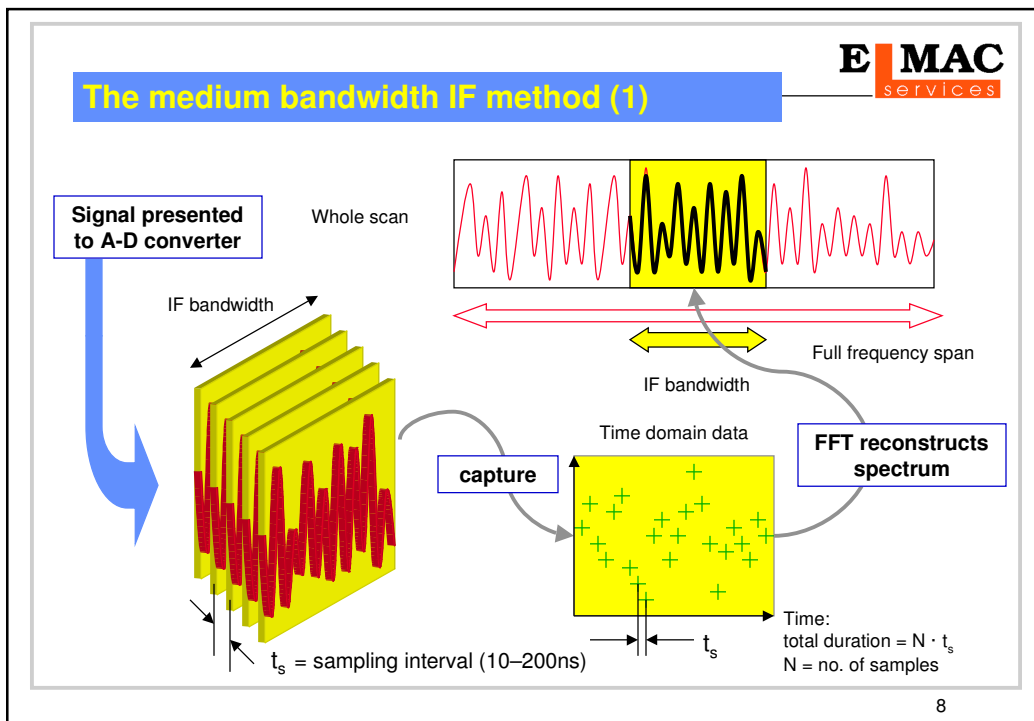 E MAC
services
The medium bandwidth IF method (1)
Signal presented
to A-D converter
Whole scan
IF bandwidth
Full frequency span
IF bandwidth
Time domain data
FFT reconstructs
spectrum
capture
ts
Time:
total duration = N · ts
N = no. of samples
ts = sampling interval (10–200ns)
8